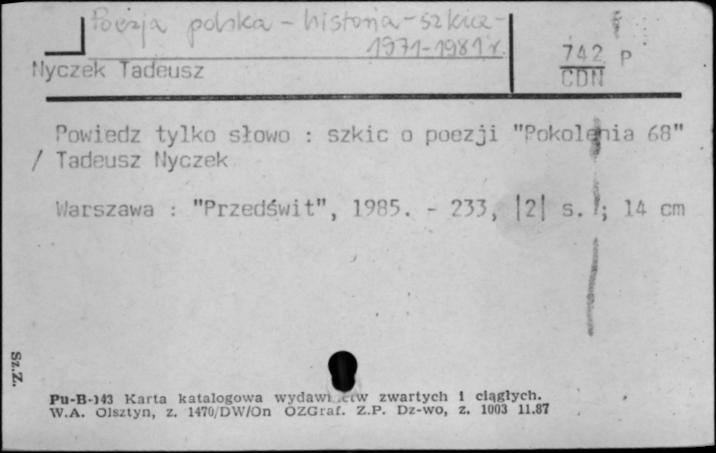 Poezja polska - historia - szkice -
1971-1981 r.
742 P
CDN
Nyczek Tadeusz
Powiedz tylko słowo : szkic o poezji "Pokolenia 68"
/ Tadeusz Nyczek
Warszawa : "Przedświt", 1985. - 233, |2| s. ; 14 cm
Sz.Z.
Pu-B-143 Karta katalogowa wydawnictw zwartych i ciągłych.
W.A. Olsztyn, z. 1470/DW/On OZGraf. Z.P. Dz-wo, z. 1003 11.87